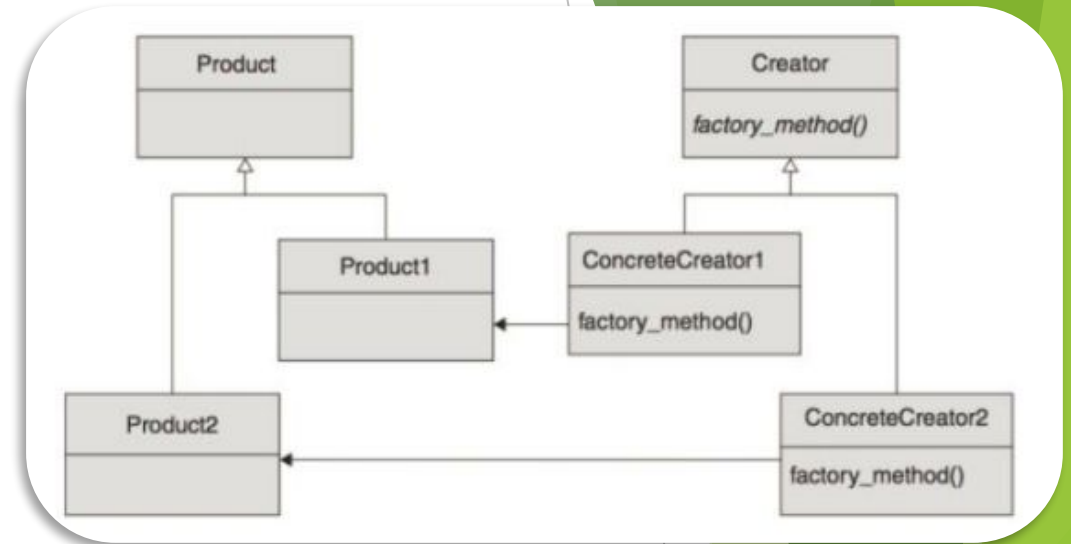 Product
Creator
factory_method()
Product1
ConcreteCreator1
factory_method()
Product2
ConcreteCreator2
factory_method()